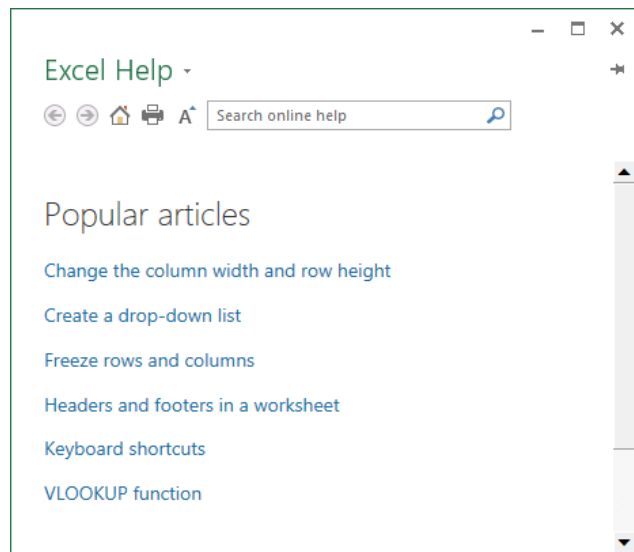 Excel Help
A
Search online help
Popular articles
Change the column width and row height
Create a drop-down list
Freeze rows and columns
Headers and footers in a worksheet
Keyboard shortcuts
VLOOKUP function